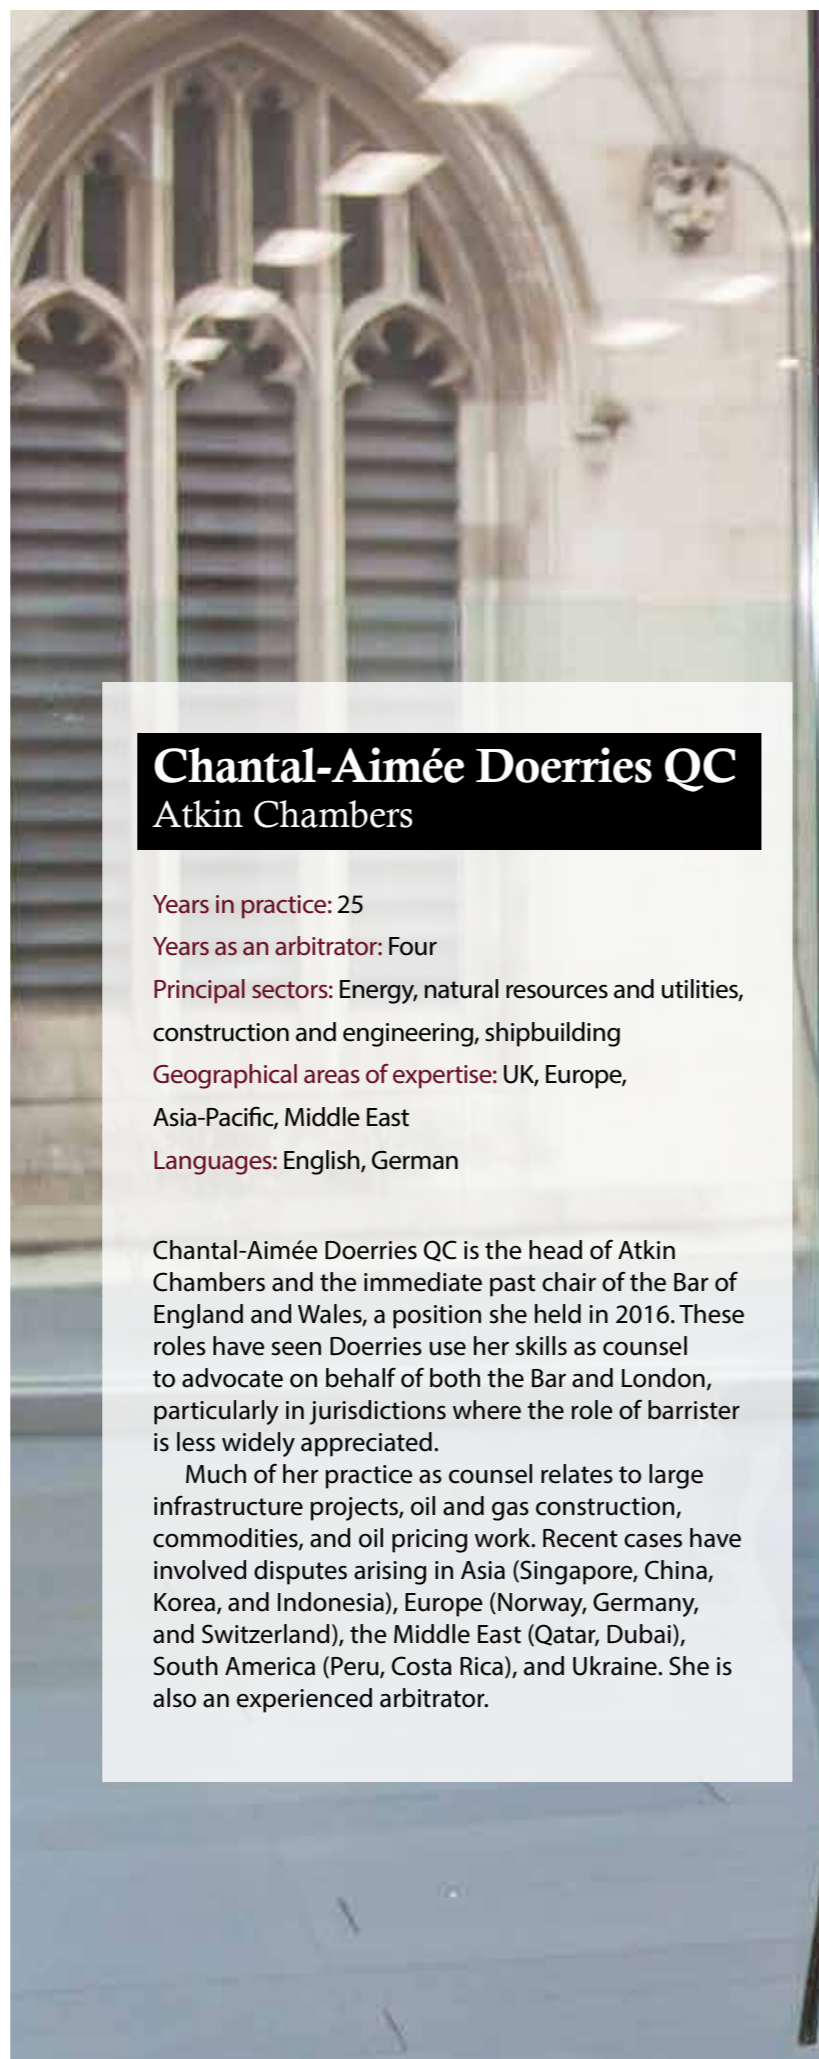 Chantal-Aimée Doerries QC
Atkin Chambers
Years in practice: 25
Years as an arbitrator: Four
Principal sectors: Energy, natural resources and utilities,
construction and engineering, shipbuilding
Geographical areas of expertise: UK, Europe,
Asia-Pacific, Middle East
Languages: English, German
Chantal-Aimée Doerries QC is the head of Atkin
Chambers and the immediate past chair of the Bar of
England and Wales, a position she held in 2016. These
roles have seen Doerries use her skills as counsel
to advocate on behalf of both the Bar and London,
particularly in jurisdictions where the role of barrister
is less widely appreciated.
Much of her practice as counsel relates to large
infrastructure projects, oil and gas construction,
commodities, and oil pricing work. Recent cases have
involved disputes arising in Asia (Singapore, China,
Korea, and Indonesia), Europe (Norway, Germany,
and Switzerland), the Middle East (Qatar, Dubai),
South America (Peru, Costa Rica), and Ukraine. She is
also an experienced arbitrator.